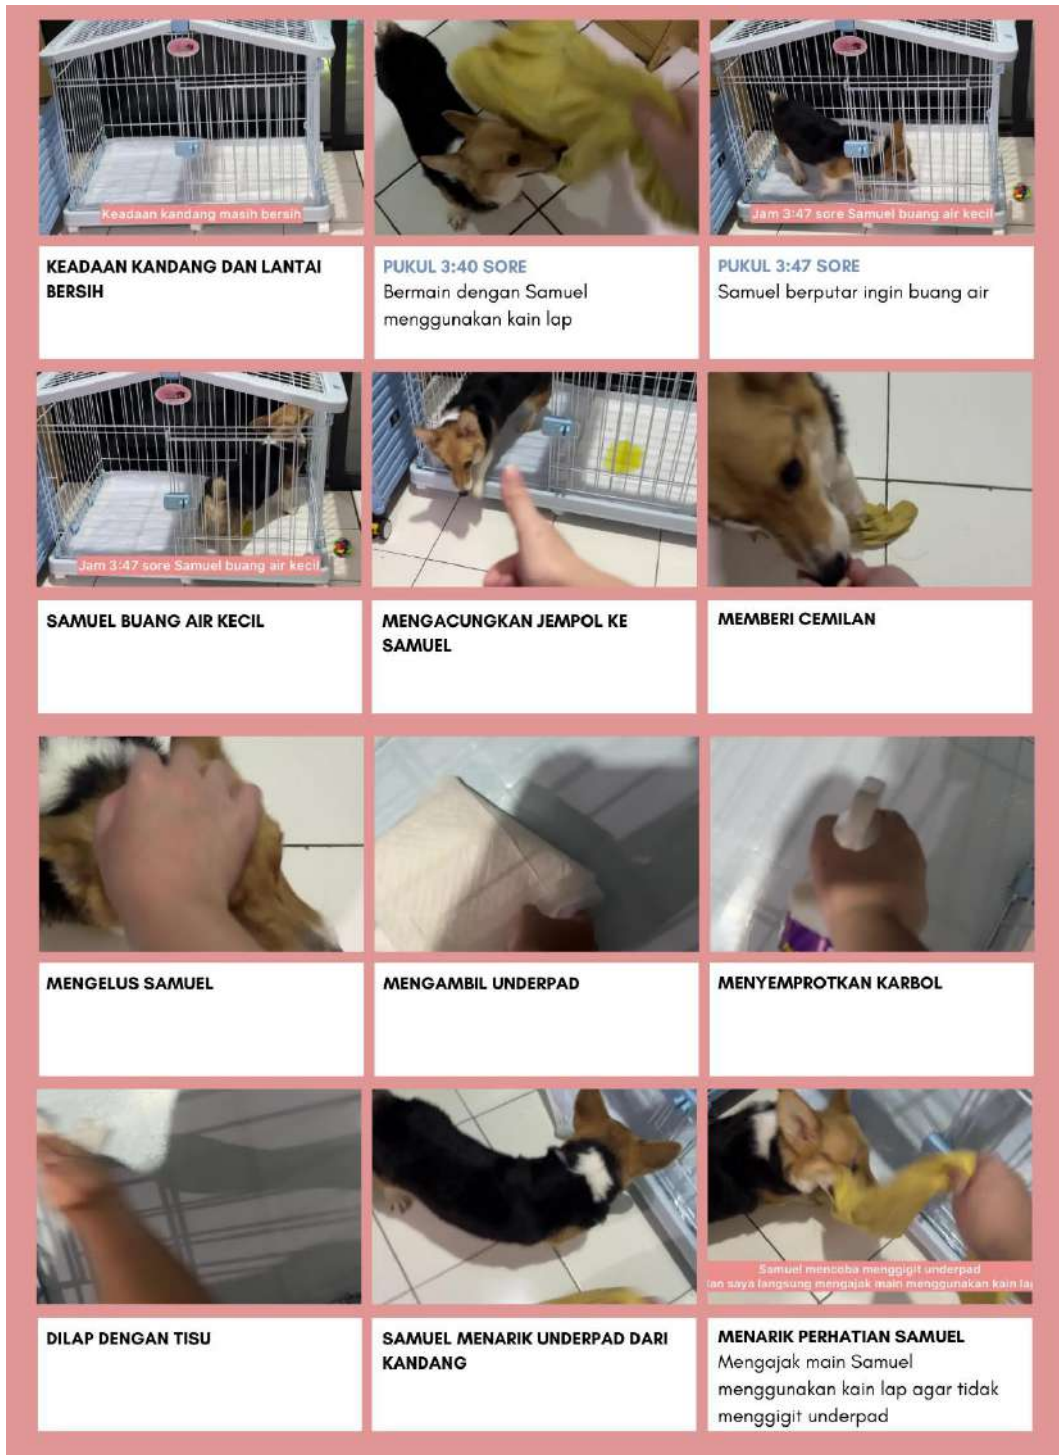 Keadaan kandang masih bersih
Jam 3:47 sore Samuel buang air kecil
KEADAAN KANDANG DAN LANTAI
BERSIH
PUKUL 3:40 SORE
Bermain dengan Samuel
menggunakan kain lap
PUKUL 3:47 SORE
Samuel berputar ingin buang air
Jam 3:47 sore Samuel buang air kecil
SAMUEL BUANG AIR KECIL
MENGACUNGKAN JEMPOL KE
SAMUEL
MEMBERI CEMILAN
MENGELUS SAMUEL
MENGAMBIL UNDERPAD
MENYEMPROTKAN KARBOL
Samuel mencoba menggigit underpad
lan saya langsung mengajak main menggunakan kain la
DILAP DENGAN TISU
SAMUEL MENARIK UNDERPAD DARI
KANDANG
MENARIK PERHATIAN SAMUEL
Mengajak main Samuel
menggunakan kain lap agar tidak
menggigit underpad